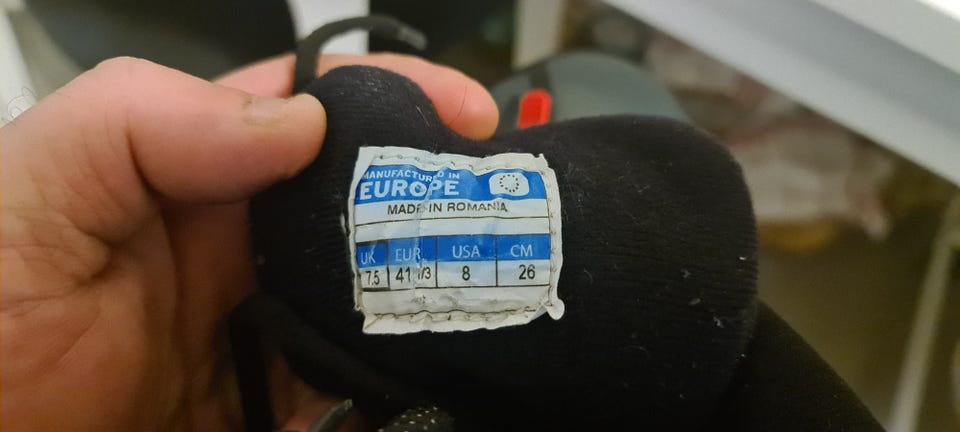 MANUFACTURED IN
EUROPE
MADE IN ROMANIA
UK EUR USA CM
7.5 41 1/3 8 26